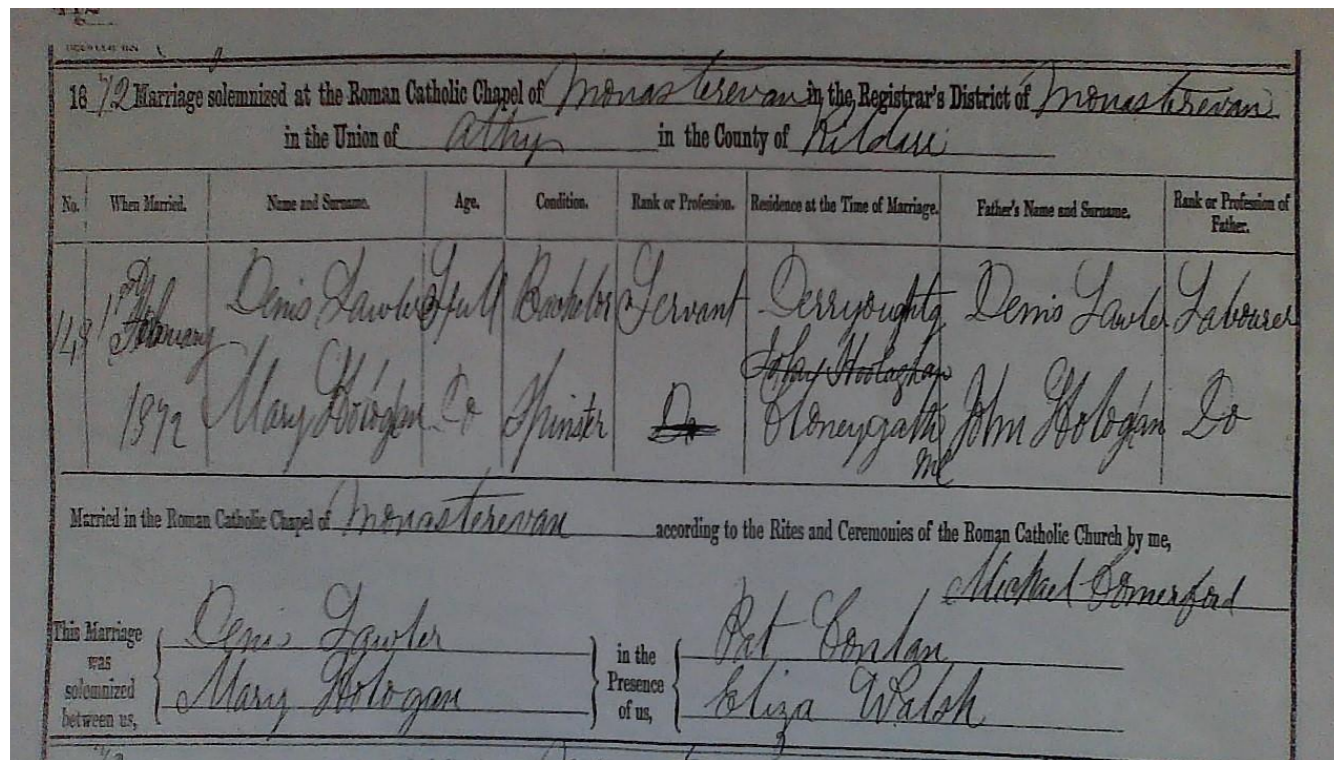 1872 Marriage solemnized at the Roman Catholic Chapel of Monasterevan in the Registrar's District of Monasterevan
in the Union of Athy in the County of Kildare
No. When Married. Name and Surname. Age. Condition. Rank or Profession. Residence at the Time of Marriage. Father's Name and Surname. Rank or Profession of Father.
149 1st February Denis Lawler Full Bachelor Servant Derryoughta Denis Lawler Labourer
John Hoolaghan
1872 Mary Hologan Do Spinster Do John Hologan Do
Married in the Roman Catholic Chapel of Monasterevan according to the Rites and Ceremonies of the Roman Catholic Church by me,
Michael Comerford
This Marriage was solemnized between us,
Denis Lawler
Mary Hologan
in the Presence of us,
Pat Conlan
Eliza Walsh